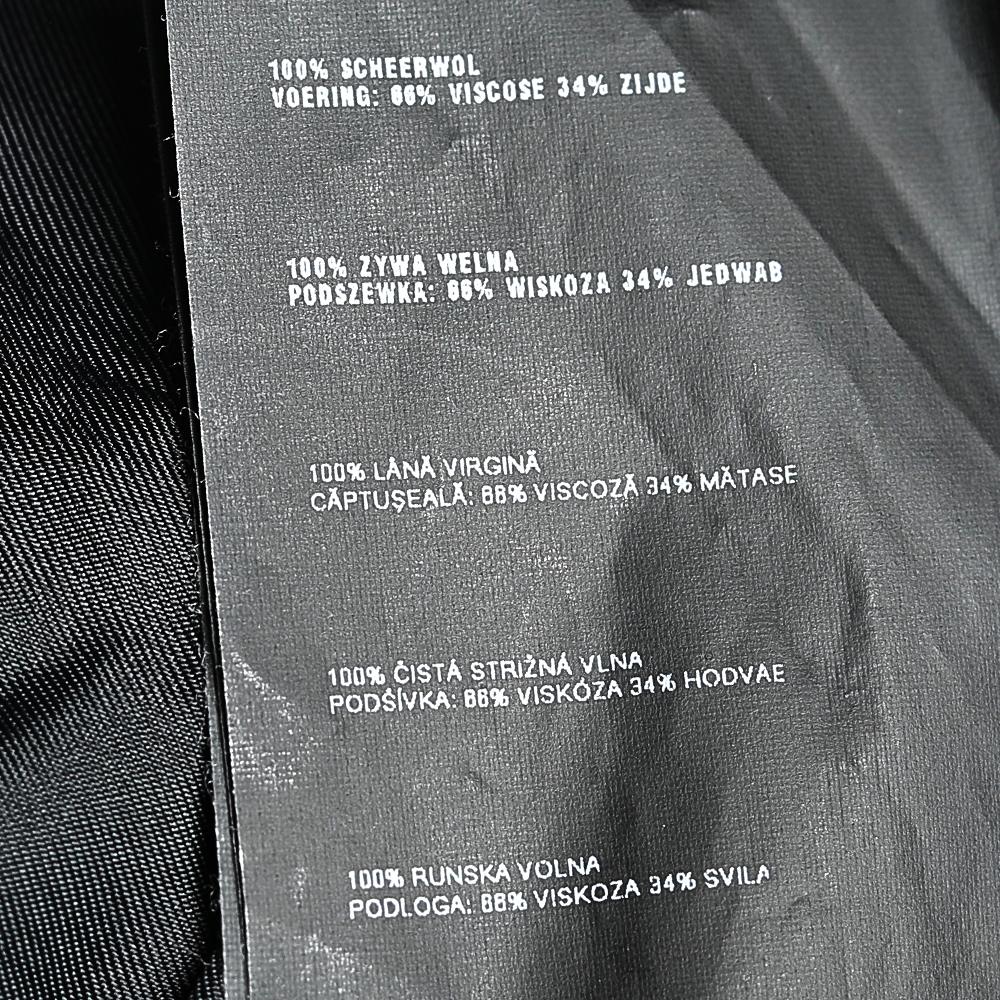 100% SCHEERWOL
VOERING: 66% VISCOSE 34% ZIJDE
100% ŻYWA WEŁNA
PODSZEWKA: 66% WISKOZA 34% JEDWAB
100% LÂNĂ VIRGINĂ
CĂPTUŞEALĂ: 66% VISCOZĂ 34% MĂTASE
100% ČISTÁ STRIŽNÁ VLNA
PODŠÍVKA: 66% VISKÓZA 34% HODVAE
100% RUNSKA VOLNA
PODLOGA: 66% VISKOZA 34% SVILA